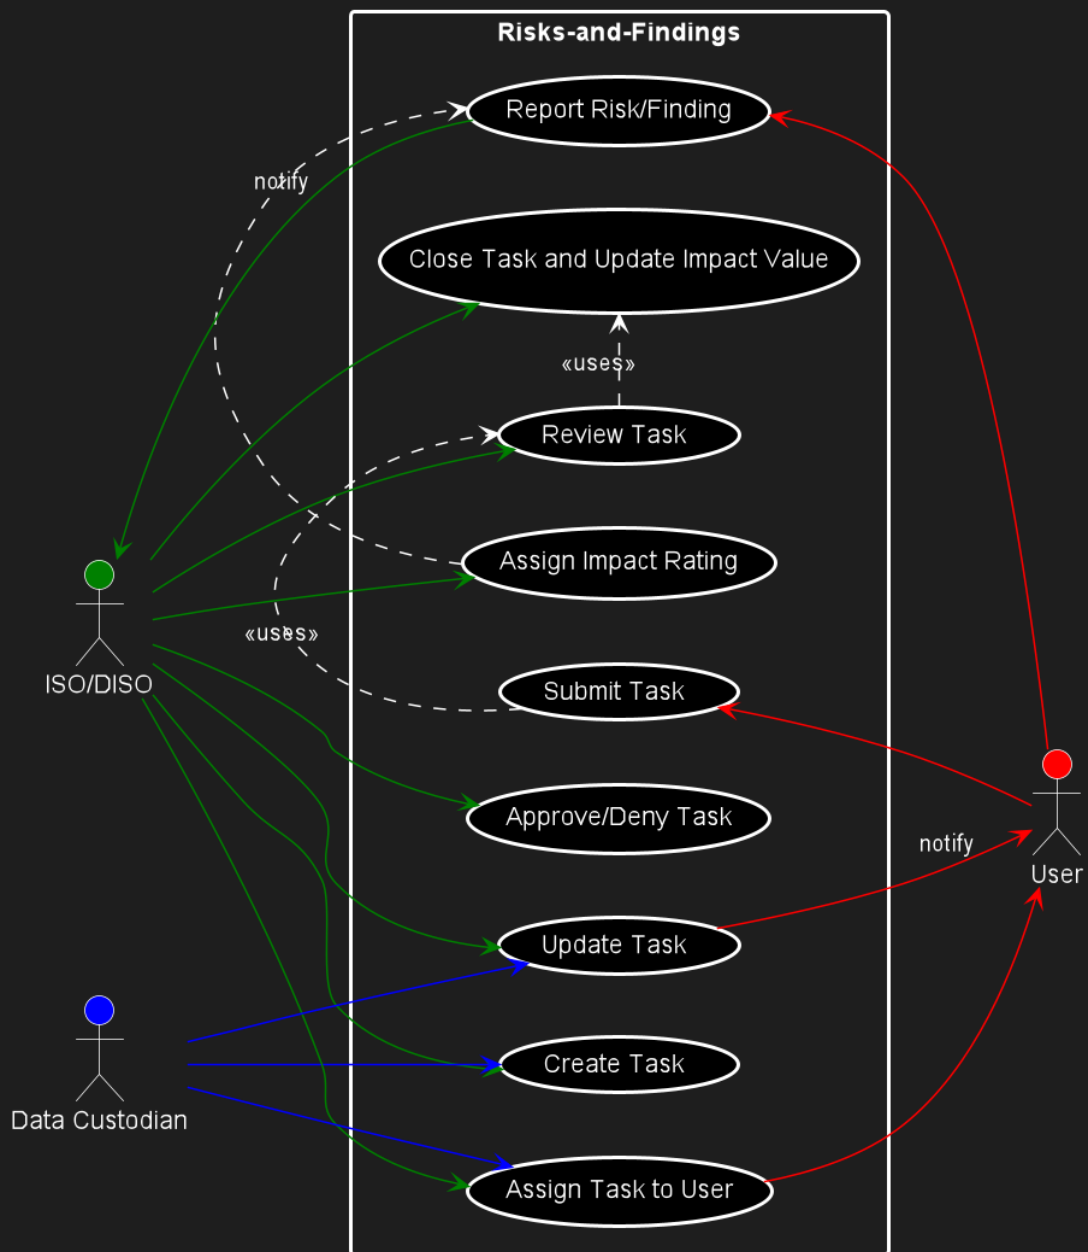 Risks-and-Findings
Report Risk/Finding
notify
Close Task and Update Impact Value
«uses»
Review Task
Assign Impact Rating
«uses»
ISO/DISO
Submit Task
Approve/Deny Task
notify
User
Update Task
Create Task
Data Custodian
Assign Task to User